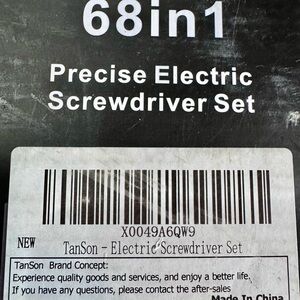 68in1
Precise Electric
Screwdriver Set
X0049A6QW9
NEW
TanSon - Electric Screwdriver Set
TanSon Brand Concept:
Experience quality goods and services, and enjoy a better life.
If you have any questions, please contact the after-sales
Made In China